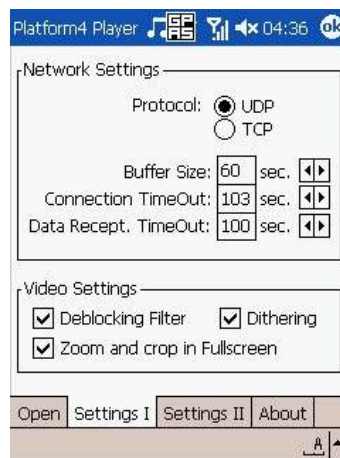 Platform4 Player GPRS 04:36 ok
Network Settings
Protocol: UDP
TCP
Buffer Size: 60 sec.
Connection TimeOut: 103 sec.
Data Recept. TimeOut: 100 sec.
Video Settings
Deblocking Filter Dithering
Zoom and crop in Fullscreen
Open Settings I Settings II About
A